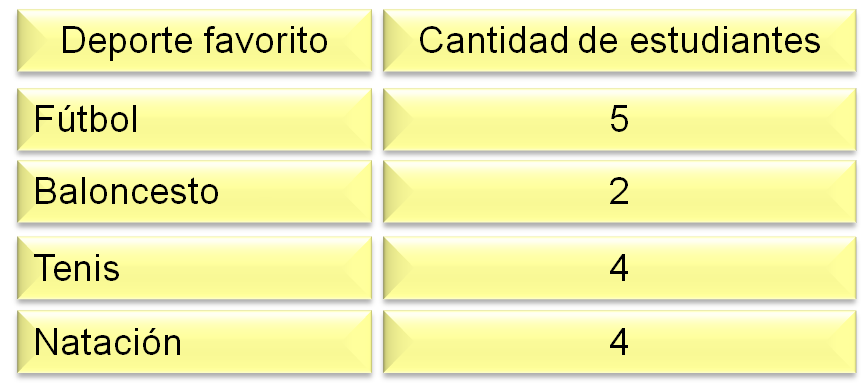 Deporte favorito Cantidad de estudiantes
Fútbol 5
Baloncesto 2
Tenis 4
Natación 4